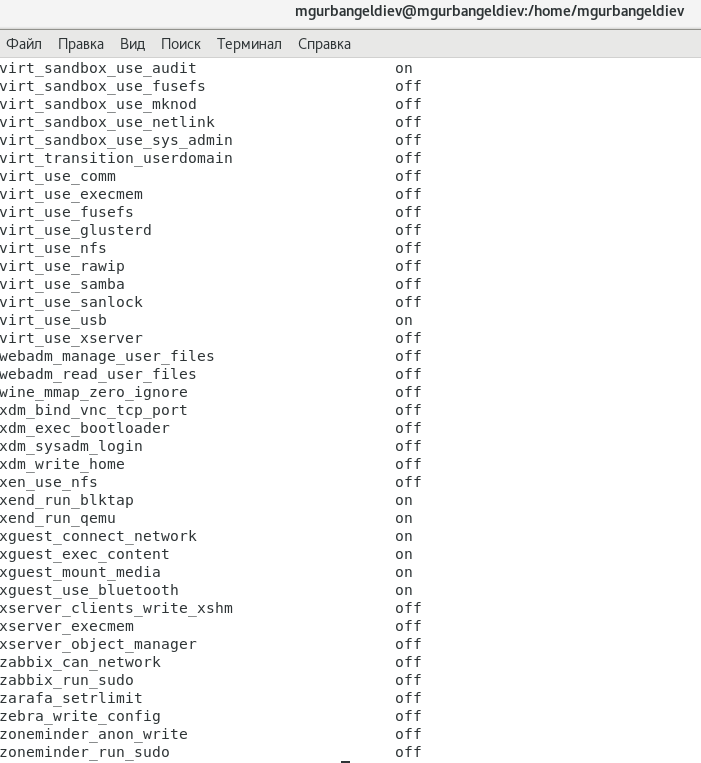 mgurbangeldiev@mgurbangeldiev:/home/mgurbangeldiev
Файл Правка Вид Поиск Терминал Справка
virt_sandbox_use_audit on
virt_sandbox_use_fusefs off
virt_sandbox_use_mknod off
virt_sandbox_use_netlink off
virt_sandbox_use_sys_admin off
virt_transition_userdomain off
virt_use_comm off
virt_use_execmem off
virt_use_fusefs off
virt_use_glusterd off
virt_use_nfs off
virt_use_rawip off
virt_use_samba off
virt_use_sanlock off
virt_use_usb on
virt_use_xserver off
webadm_manage_user_files off
webadm_read_user_files off
wine_mmap_zero_ignore off
xdm_bind_vnc_tcp_port off
xdm_exec_bootloader off
xdm_sysadm_login off
xdm_write_home off
xen_use_nfs off
xend_run_blktap on
xend_run_qemu on
xguest_connect_network on
xguest_exec_content on
xguest_mount_media on
xguest_use_bluetooth on
xserver_clients_write_xshm off
xserver_execmem off
xserver_object_manager off
zabbix_can_network off
zabbix_run_sudo off
zarafa_setrlimit off
zebra_write_config off
zoneminder_anon_write off
zoneminder_run_sudo off